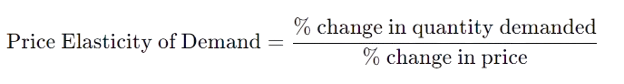 Price Elasticity of Demand = % change in quantity demanded
% change in price